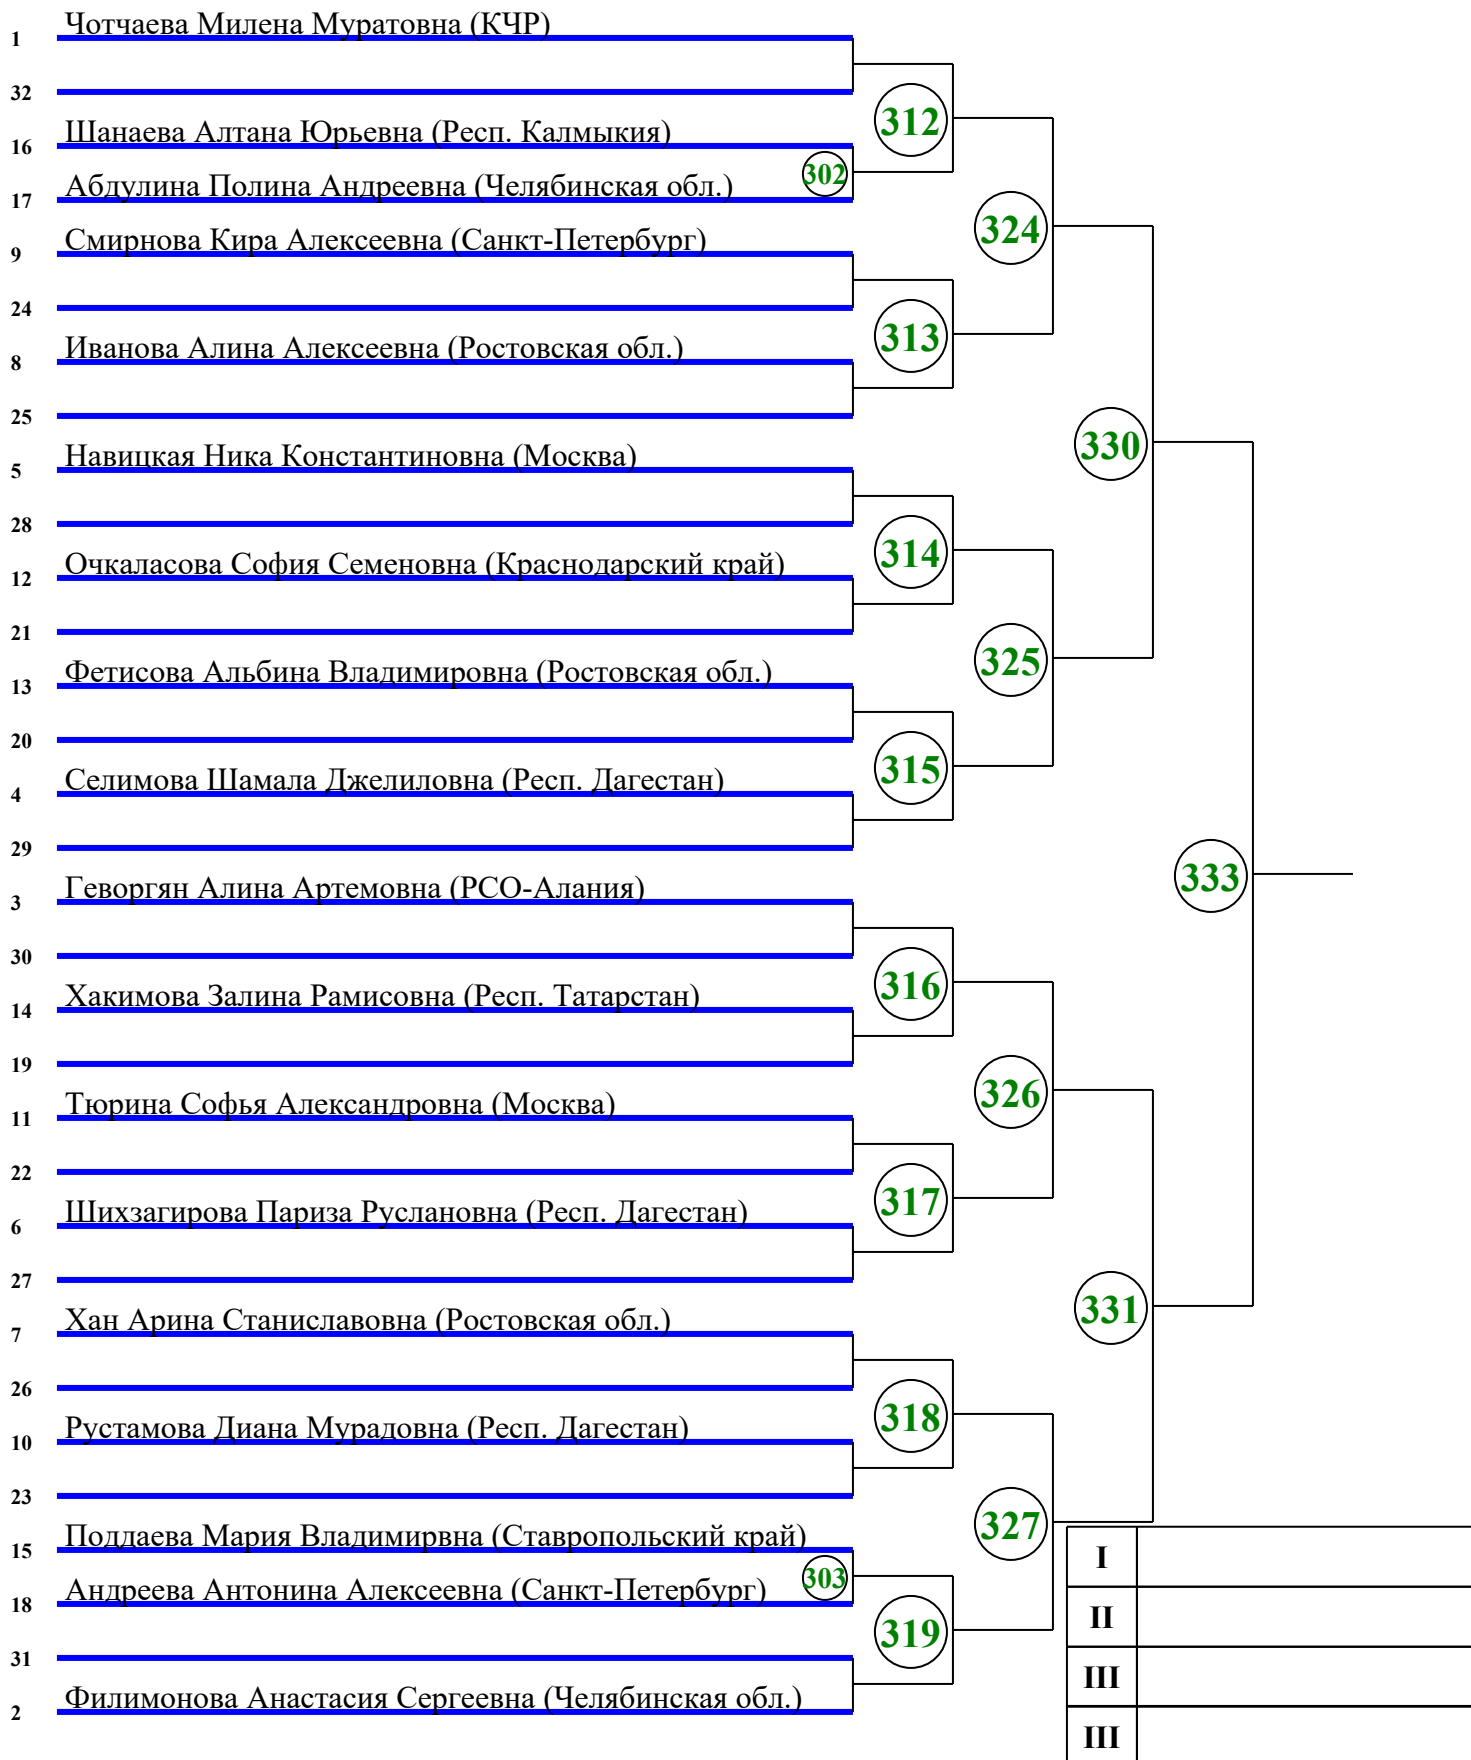 Чотчаева Милена Муратовна (КЧР)
1
32
312
Шанаева Алтана Юрьевна (Респ. Калмыкия)
16
302
Абдулина Полина Андреевна (Челябинская обл.)
17
324
Смирнова Кира Алексеевна (Санкт-Петербург)
9
24
313
Иванова Алина Алексеевна (Ростовская обл.)
8
25
330
Навицкая Ника Константиновна (Москва)
5
28
314
Очкаласова София Семеновна (Краснодарский край)
12
21
325
Фетисова Альбина Владимировна (Ростовская обл.)
13
20
315
Селимова Шамала Джелиловна (Респ. Дагестан)
4
29
333
Геворгян Алина Артемовна (РСО-Алания)
3
30
316
Хакимова Залина Рамисовна (Респ. Татарстан)
14
19
326
Тюрина Софья Александровна (Москва)
11
22
317
Шихзагирова Париза Руслановна (Респ. Дагестан)
6
27
331
Хан Арина Станиславовна (Ростовская обл.)
7
26
318
Рустамова Диана Мурадовна (Респ. Дагестан)
10
23
327
Поддаева Мария Владимирвна (Ставропольский край)
15
303
Андреева Антонина Алексеевна (Санкт-Петербург)
18
319
31
Филимонова Анастасия Сергеевна (Челябинская обл.)
2
I
II
III
III